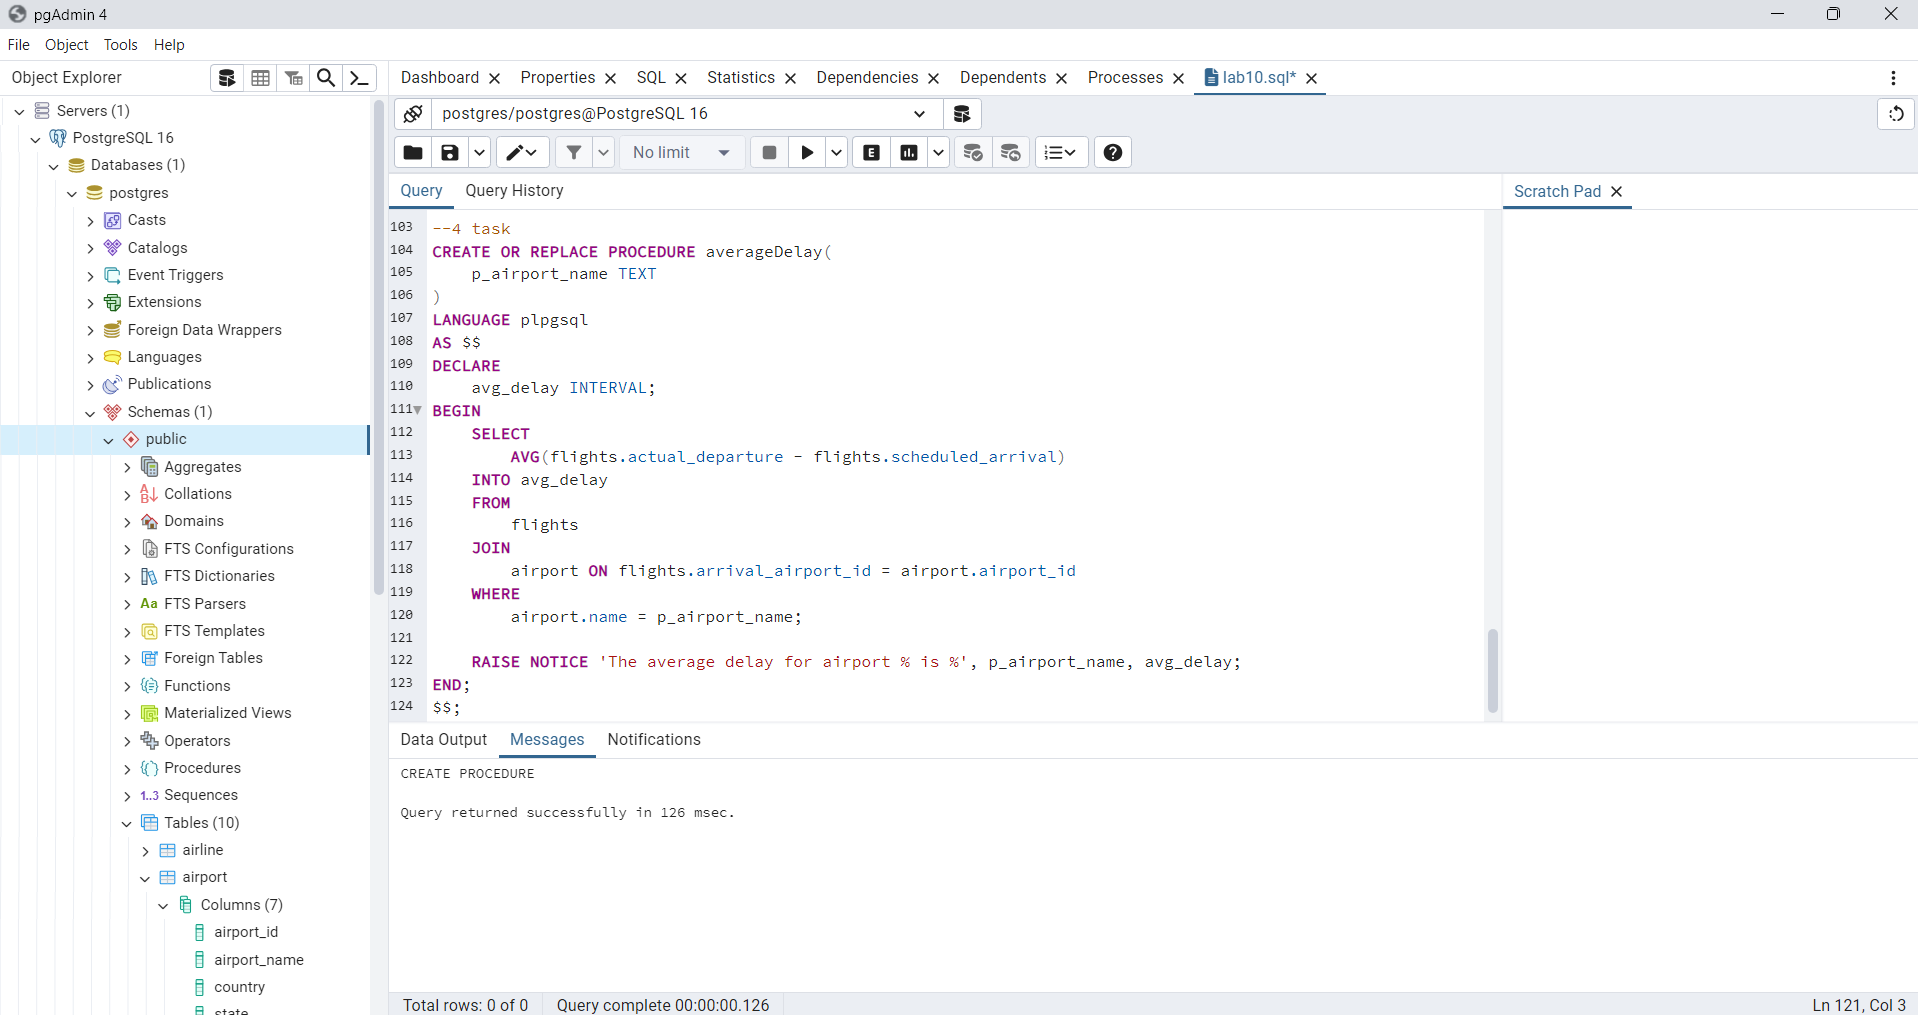 pgAdmin 4
File Object Tools Help
Object Explorer
Dashboard Properties SQL Statistics Dependencies Dependents Processes lab10.sql*
postgres/postgres@PostgreSQL 16
No limit
E
Query Query History
Scratch Pad
Servers (1)
PostgreSQL 16
Databases (1)
postgres
Casts
Catalogs
Event Triggers
Extensions
Foreign Data Wrappers
Languages
Publications
Schemas (1)
public
Aggregates
Collations
Domains
FTS Configurations
FTS Dictionaries
Aa FTS Parsers
FTS Templates
Foreign Tables
Functions
Materialized Views
Operators
Procedures
1..3 Sequences
Tables (10)
airline
airport
Columns (7)
airport_id
airport_name
country
state
103 --4 task
104 CREATE OR REPLACE PROCEDURE averageDelay(
105 p_airport_name TEXT
106 )
107 LANGUAGE plpgsql
108 AS $$
109 DECLARE
110 avg_delay INTERVAL;
111 BEGIN
112 SELECT
113 AVG(flights.actual_departure - flights.scheduled_arrival)
114 INTO avg_delay
115 FROM
116 flights
117 JOIN
118 airport ON flights.arrival_airport_id = airport.airport_id
119 WHERE
120 airport.name = p_airport_name;
121
122 RAISE NOTICE 'The average delay for airport % is %', p_airport_name, avg_delay;
123 END;
124 $$;
Data Output Messages Notifications
CREATE PROCEDURE
Query returned successfully in 126 msec.
Total rows: 0 of 0 Query complete 00:00:00.126 Ln 121, Col 3